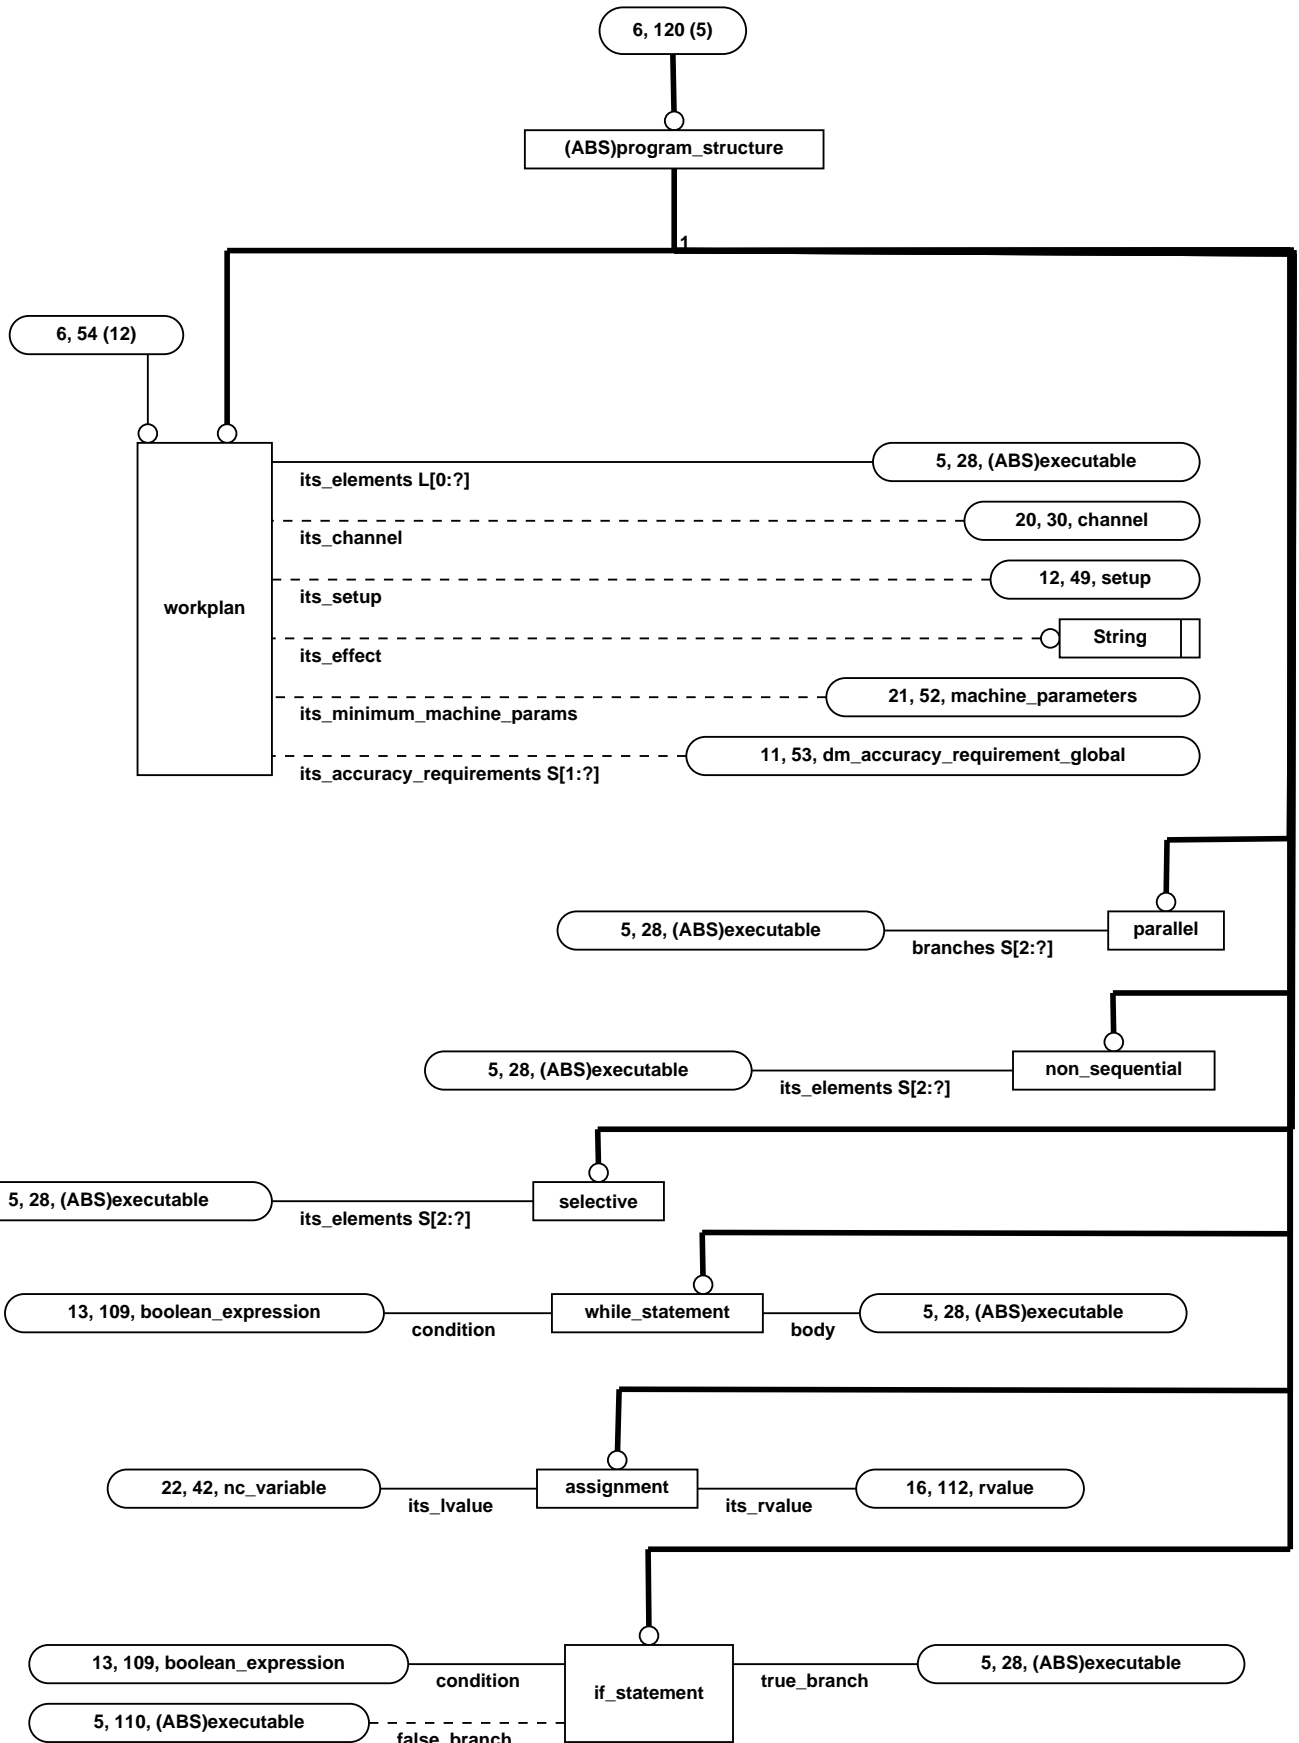 6, 120 (5)
(ABS)program_structure
1
6, 54 (12)
workplan
its_elements L[0:?]
5, 28, (ABS)executable
its_channel
20, 30, channel
its_setup
12, 49, setup
its_effect
String
its_minimum_machine_params
21, 52, machine_parameters
its_accuracy_requirements S[1:?]
11, 53, dm_accuracy_requirement_global
5, 28, (ABS)executable
branches S[2:?]
parallel
5, 28, (ABS)executable
its_elements S[2:?]
non_sequential
5, 28, (ABS)executable
its_elements S[2:?]
selective
13, 109, boolean_expression
condition
while_statement
body
5, 28, (ABS)executable
22, 42, nc_variable
its_lvalue
assignment
its_rvalue
16, 112, rvalue
13, 109, boolean_expression
condition
if_statement
true_branch
5, 28, (ABS)executable
5, 110, (ABS)executable
false_branch